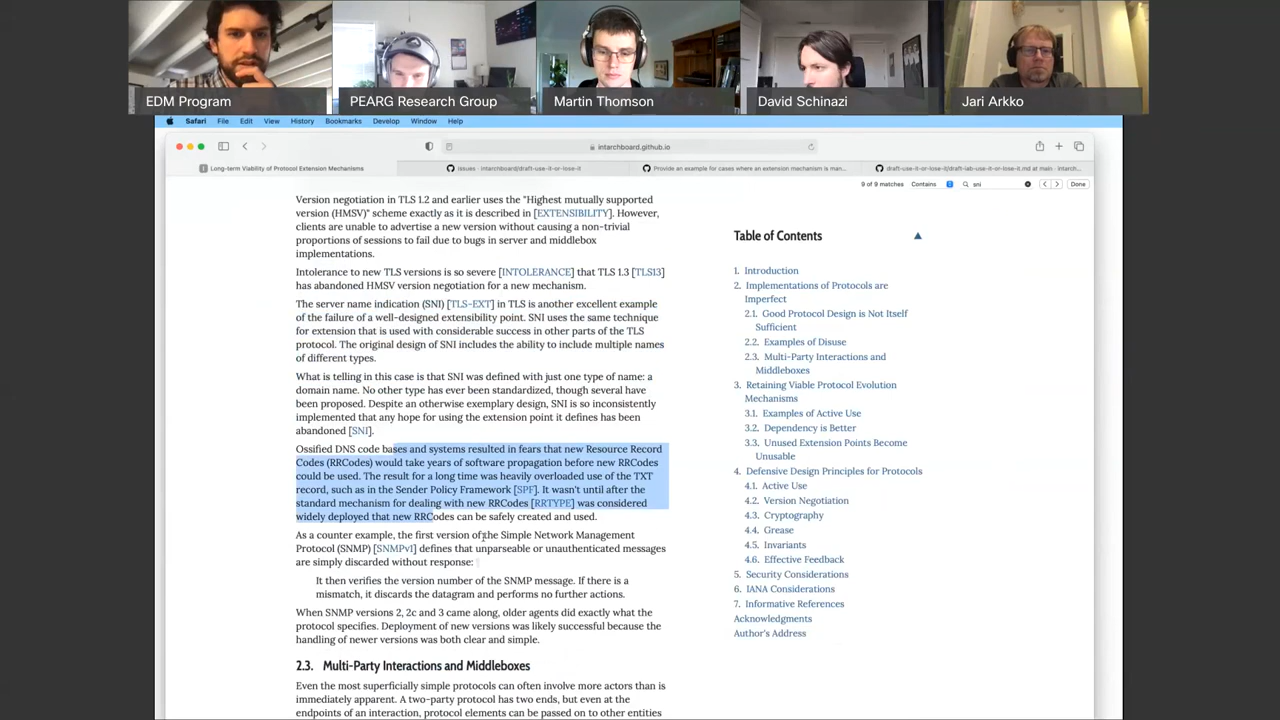 EDM Program
PEARG Research Group
Martin Thomson
David Schinazi
Jari Arkko
Safari File Edit View History Bookmarks Develop Window Help
intarchboard.github.io
Long-term Viability of Protocol Extension Mechanisms
Issues · intarchboard/draft-use-it-or-lose-it
Provide an example for cases where an extension mechanism is man...
draft-use-it-or-lose-it/draft-iab-use-it-or-lose-it.md at main · intarch...
9 of 9 matches Contains sni Done
Version negotiation in TLS 1.2 and earlier uses the "Highest mutually supported
version (HMSV)" scheme exactly as it is described in [EXTENSIBILITY]. However,
clients are unable to advertise a new version without causing a non-trivial
proportions of sessions to fail due to bugs in server and middlebox
implementations.
Intolerance to new TLS versions is so severe [INTOLERANCE] that TLS 1.3 [TLS13]
has abandoned HMSV version negotiation for a new mechanism.
The server name indication (SNI) [TLS-EXT] in TLS is another excellent example
of the failure of a well-designed extensibility point. SNI uses the same technique
for extension that is used with considerable success in other parts of the TLS
protocol. The original design of SNI includes the ability to include multiple names
of different types.
What is telling in this case is that SNI was defined with just one type of name: a
domain name. No other type has ever been standardized, though several have
been proposed. Despite an otherwise exemplary design, SNI is so inconsistently
implemented that any hope for using the extension point it defines has been
abandoned [SNI].
Ossified DNS code bases and systems resulted in fears that new Resource Record
Codes (RRCodes) would take years of software propagation before new RRCodes
could be used. The result for a long time was heavily overloaded use of the TXT
record, such as in the Sender Policy Framework [SPF]. It wasn't until after the
standard mechanism for dealing with new RRCodes [RRTYPE] was considered
widely deployed that new RRCodes can be safely created and used.
As a counter example, the first version of the Simple Network Management
Protocol (SNMP) [SNMPv1] defines that unparseable or unauthenticated messages
are simply discarded without response: ¶
It then verifies the version number of the SNMP message. If there is a
mismatch, it discards the datagram and performs no further actions.
When SNMP versions 2, 2c and 3 came along, older agents did exactly what the
protocol specifies. Deployment of new versions was likely successful because the
handling of newer versions was both clear and simple.
2.3. Multi-Party Interactions and Middleboxes
Even the most superficially simple protocols can often involve more actors than is
immediately apparent. A two-party protocol has two ends, but even at the
endpoints of an interaction, protocol elements can be passed on to other entities
Table of Contents ▲
1. Introduction
2. Implementations of Protocols are
Imperfect
2.1. Good Protocol Design is Not Itself
Sufficient
2.2. Examples of Disuse
2.3. Multi-Party Interactions and
Middleboxes
3. Retaining Viable Protocol Evolution
Mechanisms
3.1. Examples of Active Use
3.2. Dependency is Better
3.3. Unused Extension Points Become
Unusable
4. Defensive Design Principles for Protocols
4.1. Active Use
4.2. Version Negotiation
4.3. Cryptography
4.4. Grease
4.5. Invariants
4.6. Effective Feedback
5. Security Considerations
6. IANA Considerations
7. Informative References
Acknowledgments
Author's Address